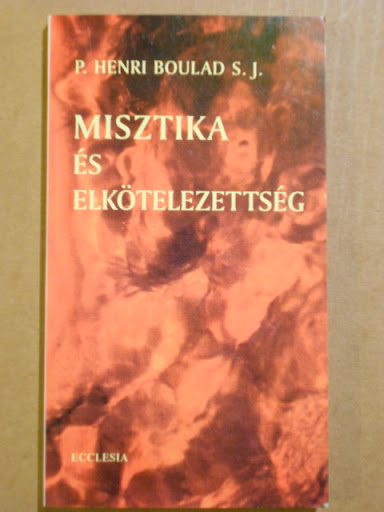 P. HENRI BOULAD S. J.
MISZTIKA
ÉS
ELKÖTELEZETTSÉG
ECCLESIA